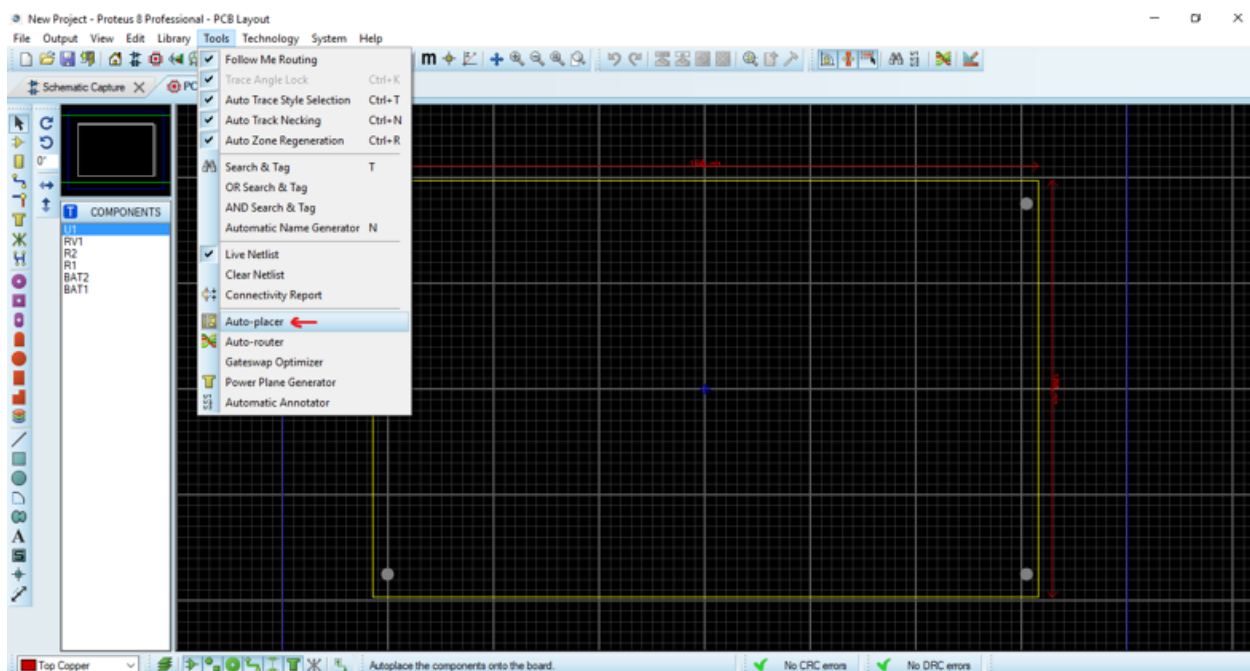 New Project - Proteus 8 Professional - PCB Layout
File Output View Edit Library Tools Technology System Help
Schematic Capture
PC
Follow Me Routing
Trace Angle Lock Ctrl+K
Auto Trace Style Selection Ctrl+T
Auto Track Necking Ctrl+N
Auto Zone Regeneration Ctrl+R
Search & Tag T
OR Search & Tag
AND Search & Tag
Automatic Name Generator N
Live Netlist
Clear Netlist
Connectivity Report
Auto-placer
Auto-router
Gateswap Optimizer
Power Plane Generator
Automatic Annotator
0°
COMPONENTS
U1
RV1
R2
R1
BAT2
BAT1
Top Copper
Autoplace the components onto the board.
No CRC errors
No DRC errors